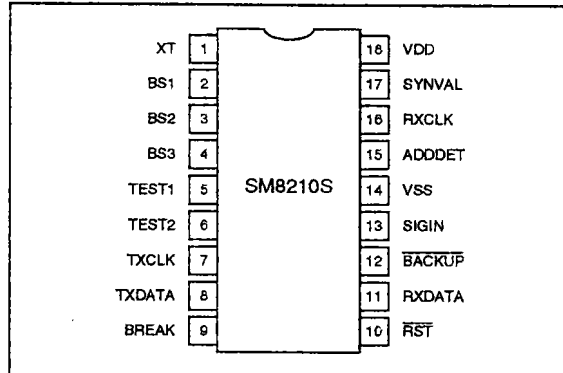 XT 1 18 VDD
BS1 2 17 SYNVAL
BS2 3 16 RXCLK
BS3 4 15 ADDDET
TEST1 5 SM8210S 14 VSS
TEST2 6 13 SIGIN
TXCLK 7 12 BACKUP
TXDATA 8 11 RXDATA
BREAK 9 10 RST